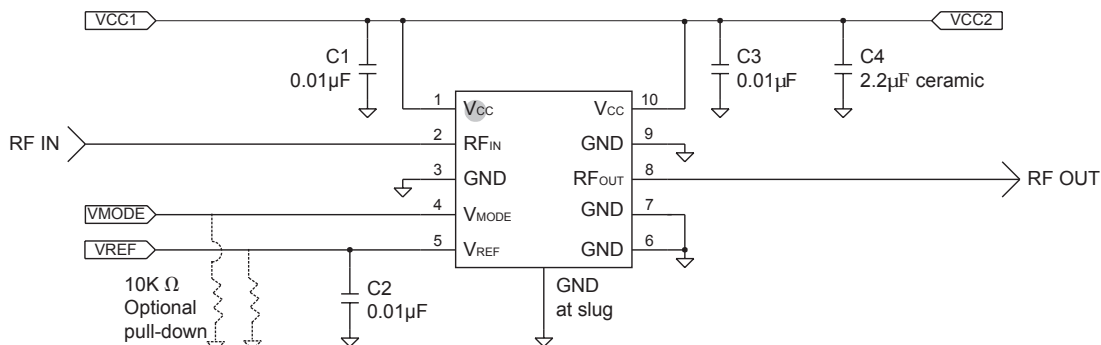 VCC1
VCC2
C1
0.01µF
C3
0.01µF
C4
2.2µF ceramic
1
VCC
VCC
10
RF IN
2
RFIN
GND
9
3
GND
RFOUT
8
RF OUT
VMODE
4
VMODE
GND
7
VREF
5
VREF
GND
6
10K Ω
Optional
pull-down
C2
0.01µF
GND
at slug